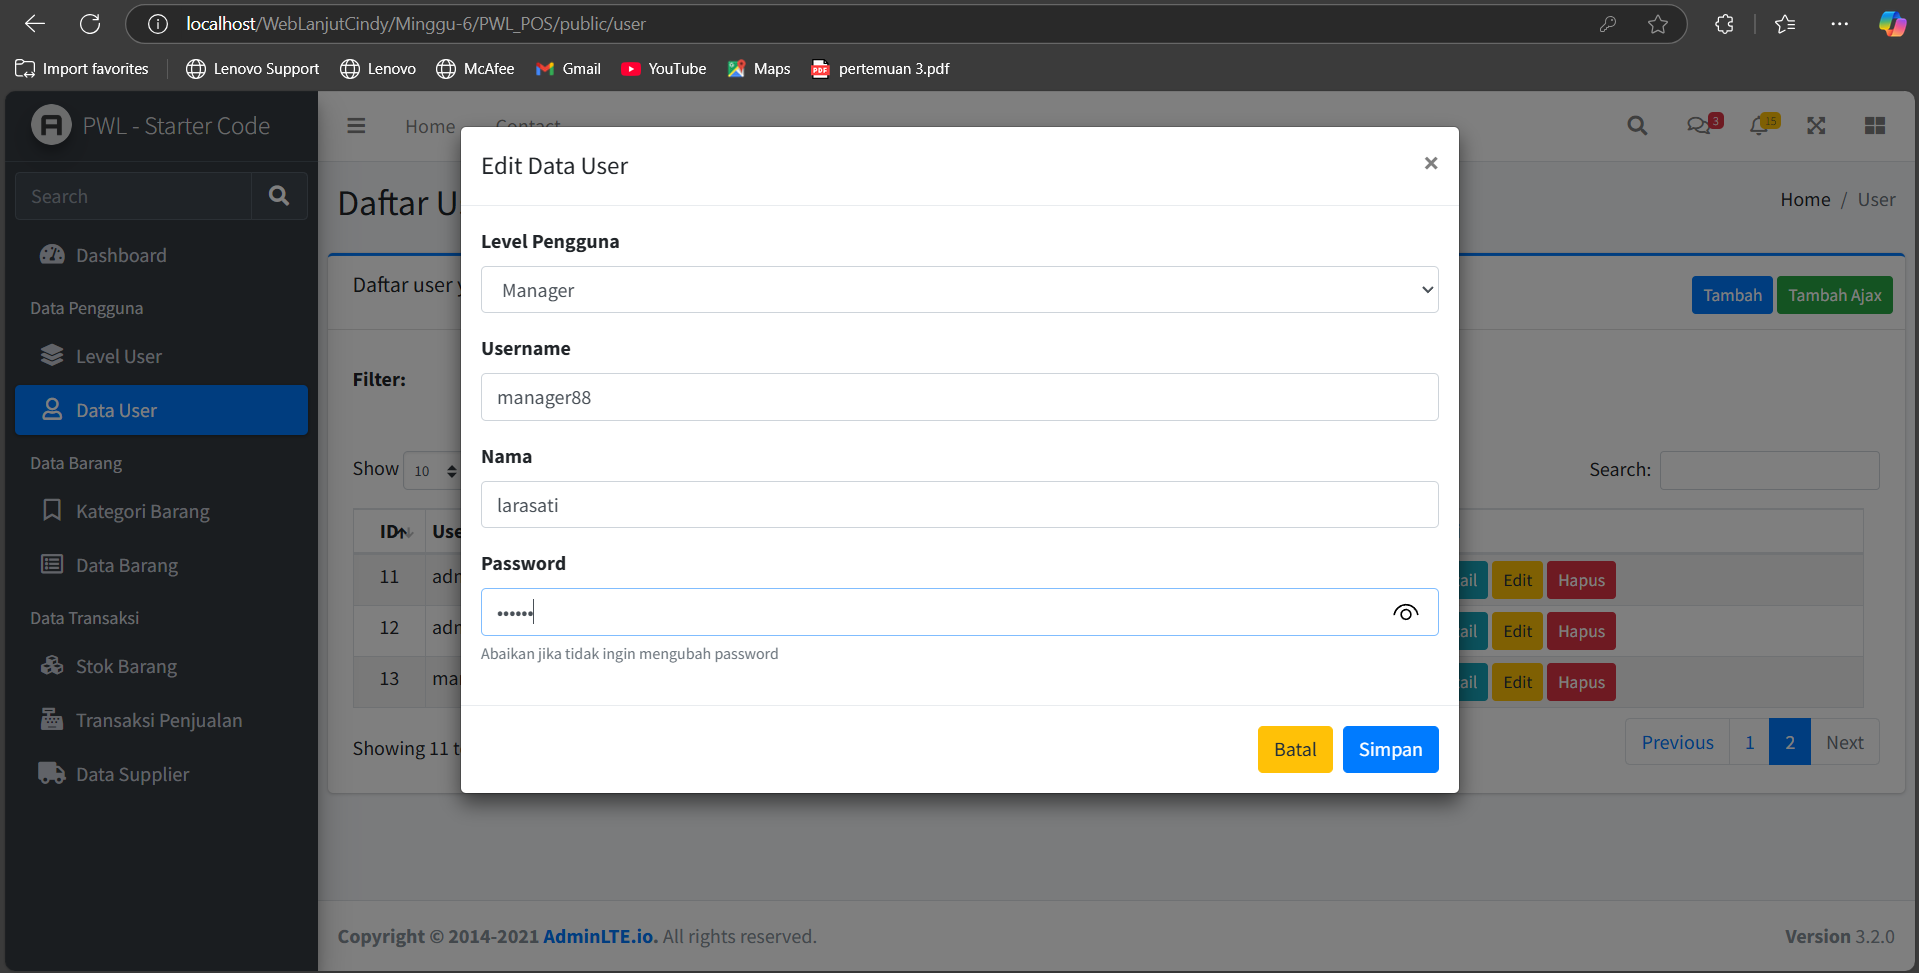 localhost/WebLanjutCindy/Minggu-6/PWL_POS/public/user
Import favorites
Lenovo Support
Lenovo
McAfee
Gmail
YouTube
Maps
PDF
pertemuan 3.pdf
PWL - Starter Code
Home
Contact
3
15
Search
Daftar U
Home / User
Edit Data User
×
Dashboard
Data Pengguna
Level User
Data User
Data Barang
Kategori Barang
Data Barang
Data Transaksi
Stok Barang
Transaksi Penjualan
Data Supplier
Daftar user
Tambah
Tambah Ajax
Filter:
Show 10
Search:
ID
Use
11 adm
ail Edit Hapus
12 adm
ail Edit Hapus
13 ma
ail Edit Hapus
Showing 11 t
Previous 1 2 Next
Level Pengguna
Manager
Username
manager88
Nama
larasati
Password
••••••
Abaikan jika tidak ingin mengubah password
Batal
Simpan
Copyright © 2014-2021 AdminLTE.io. All rights reserved.
Version 3.2.0